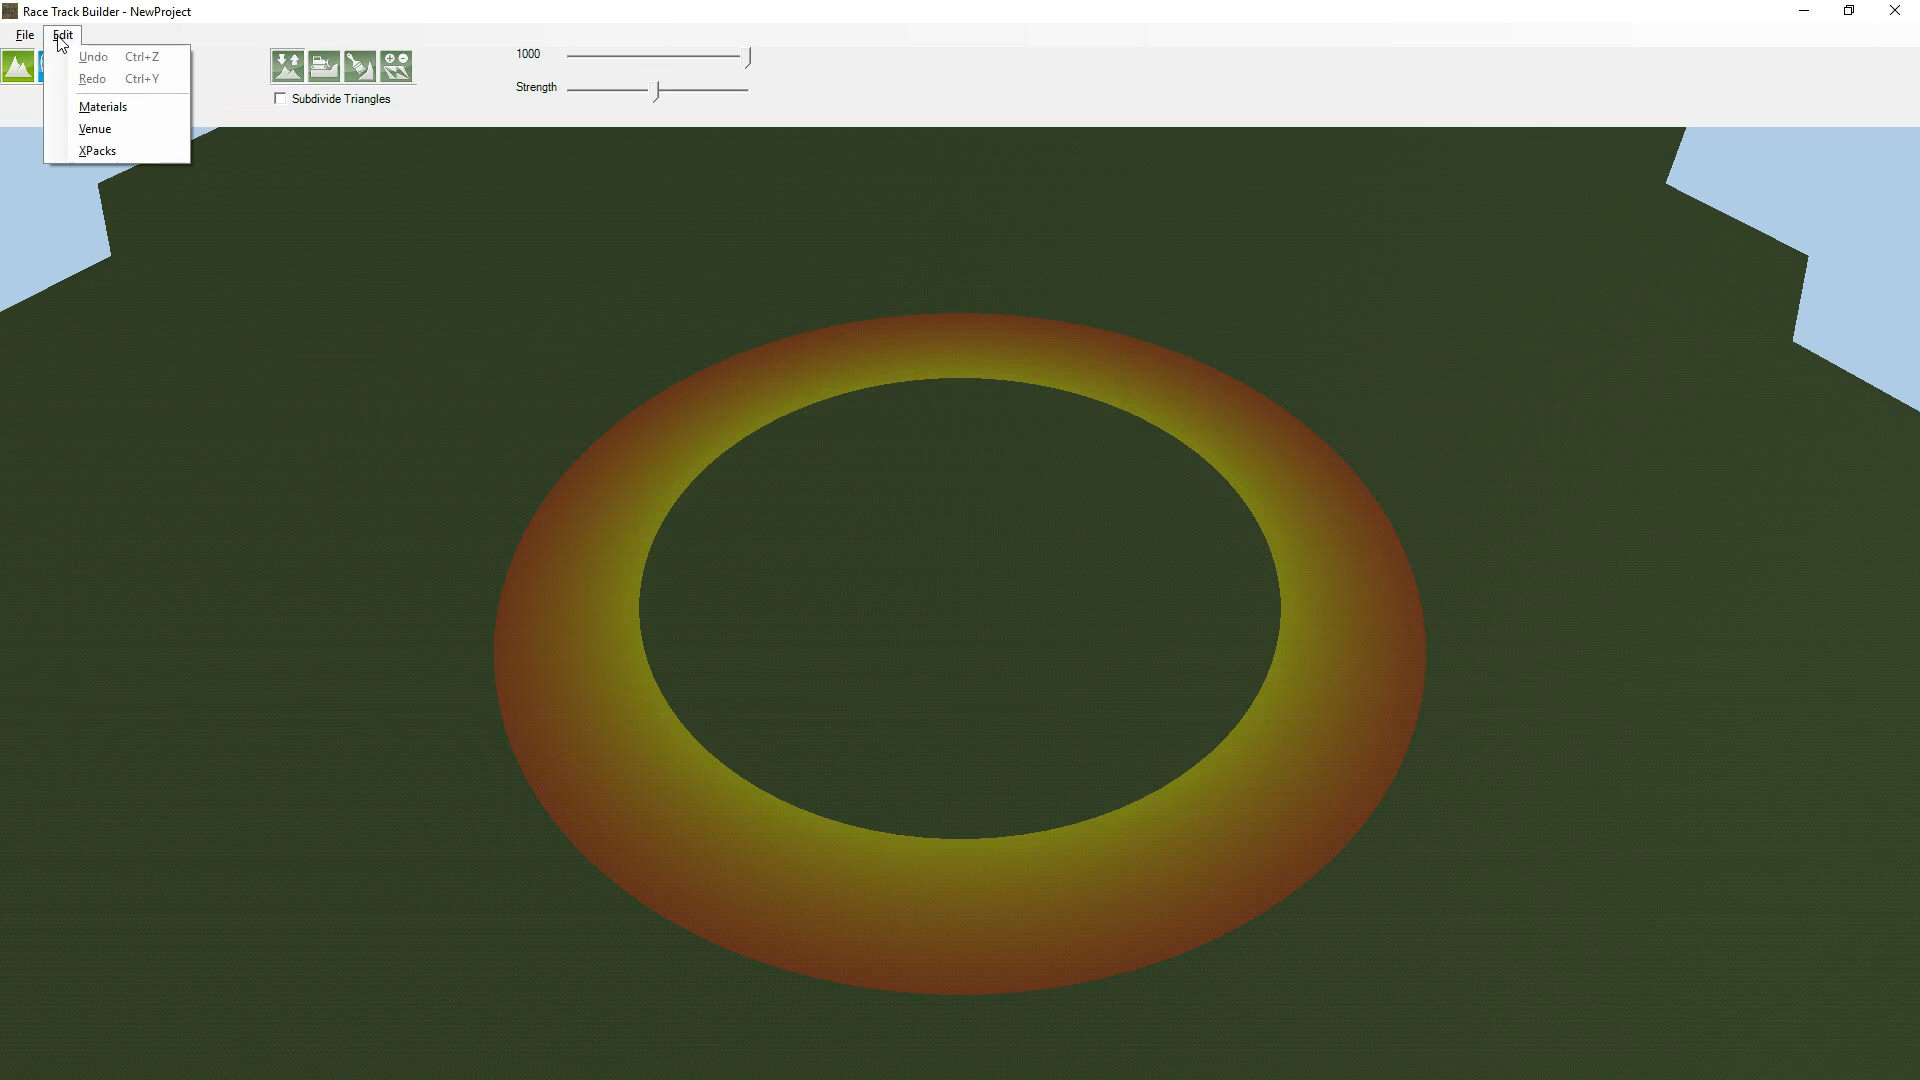 Race Track Builder - NewProject
File Edit
Undo Ctrl+Z
Redo Ctrl+Y
Materials
Venue
XPacks
Subdivide Triangles
1000
Strength